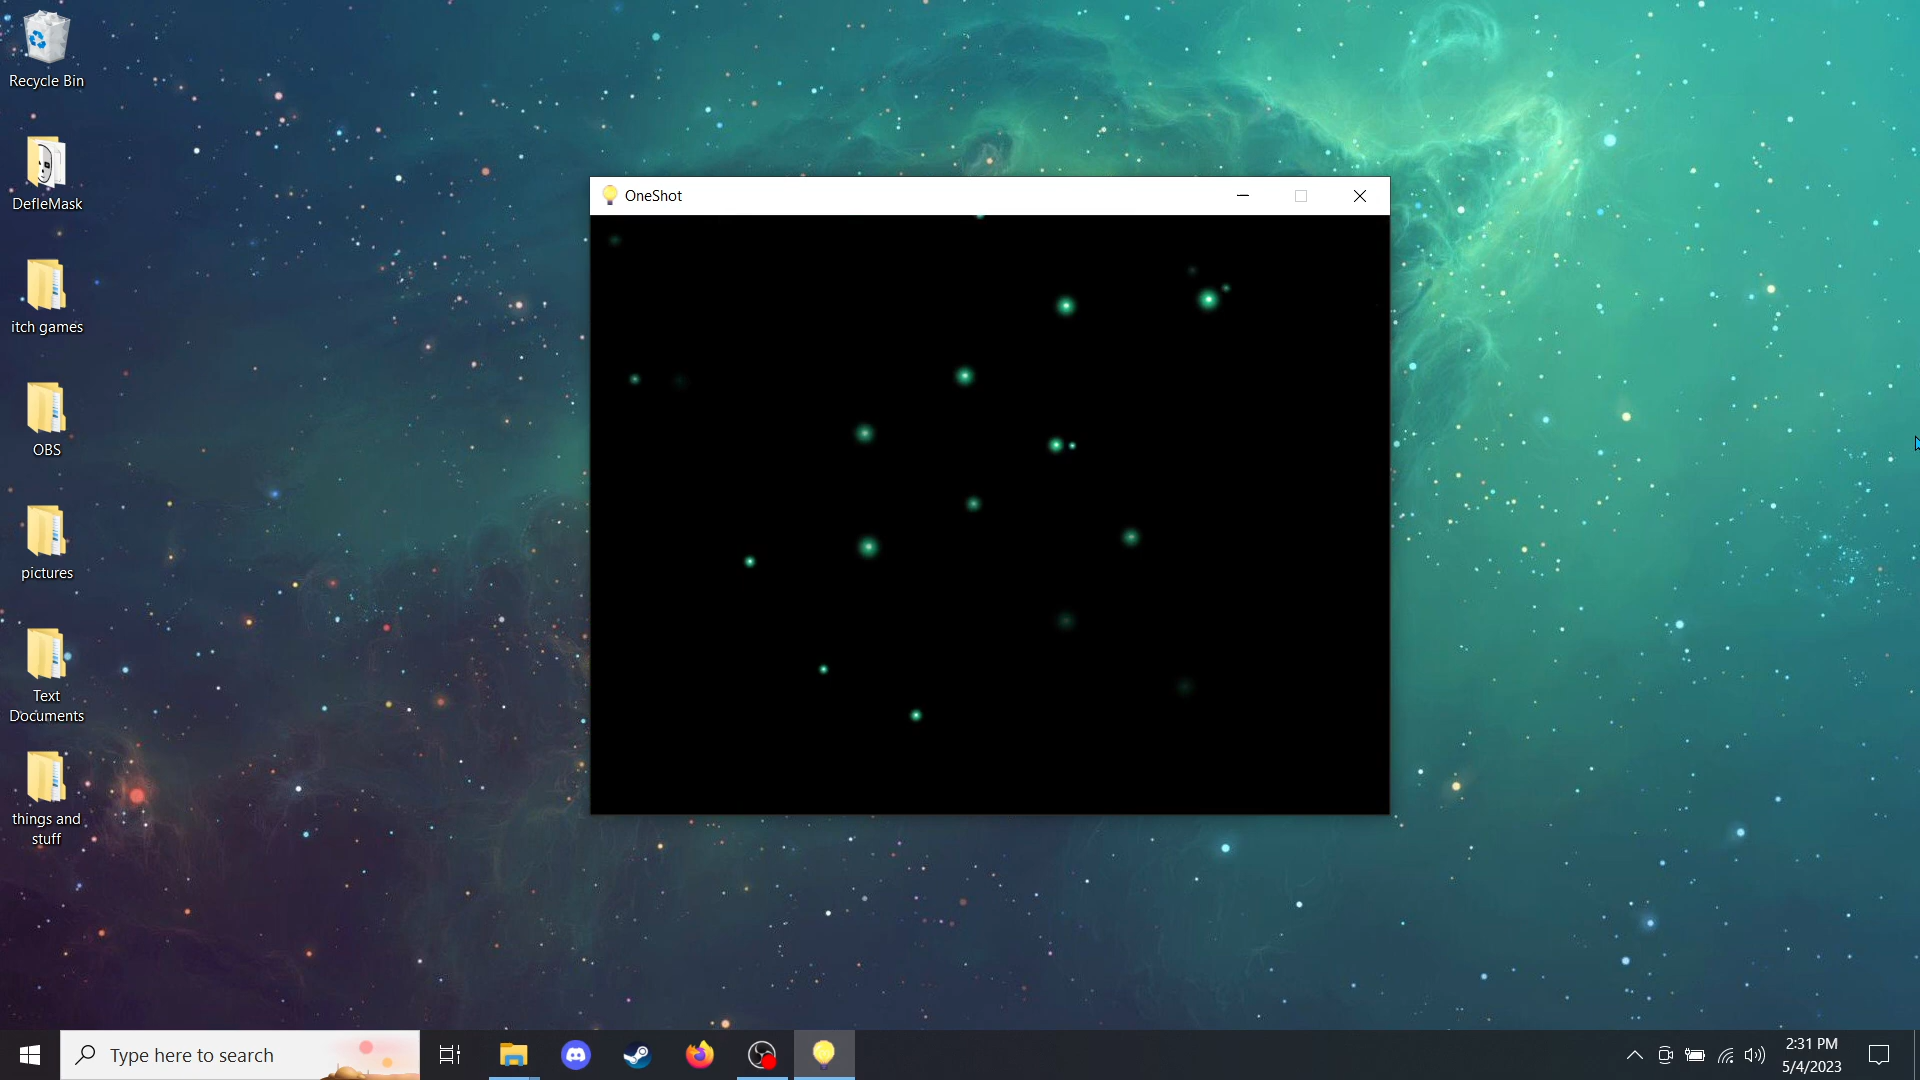 Recycle Bin
DefleMask
itch games
OBS
pictures
Text
Documents
things and
stuff
OneShot
Type here to search
2:31 PM
5/4/2023